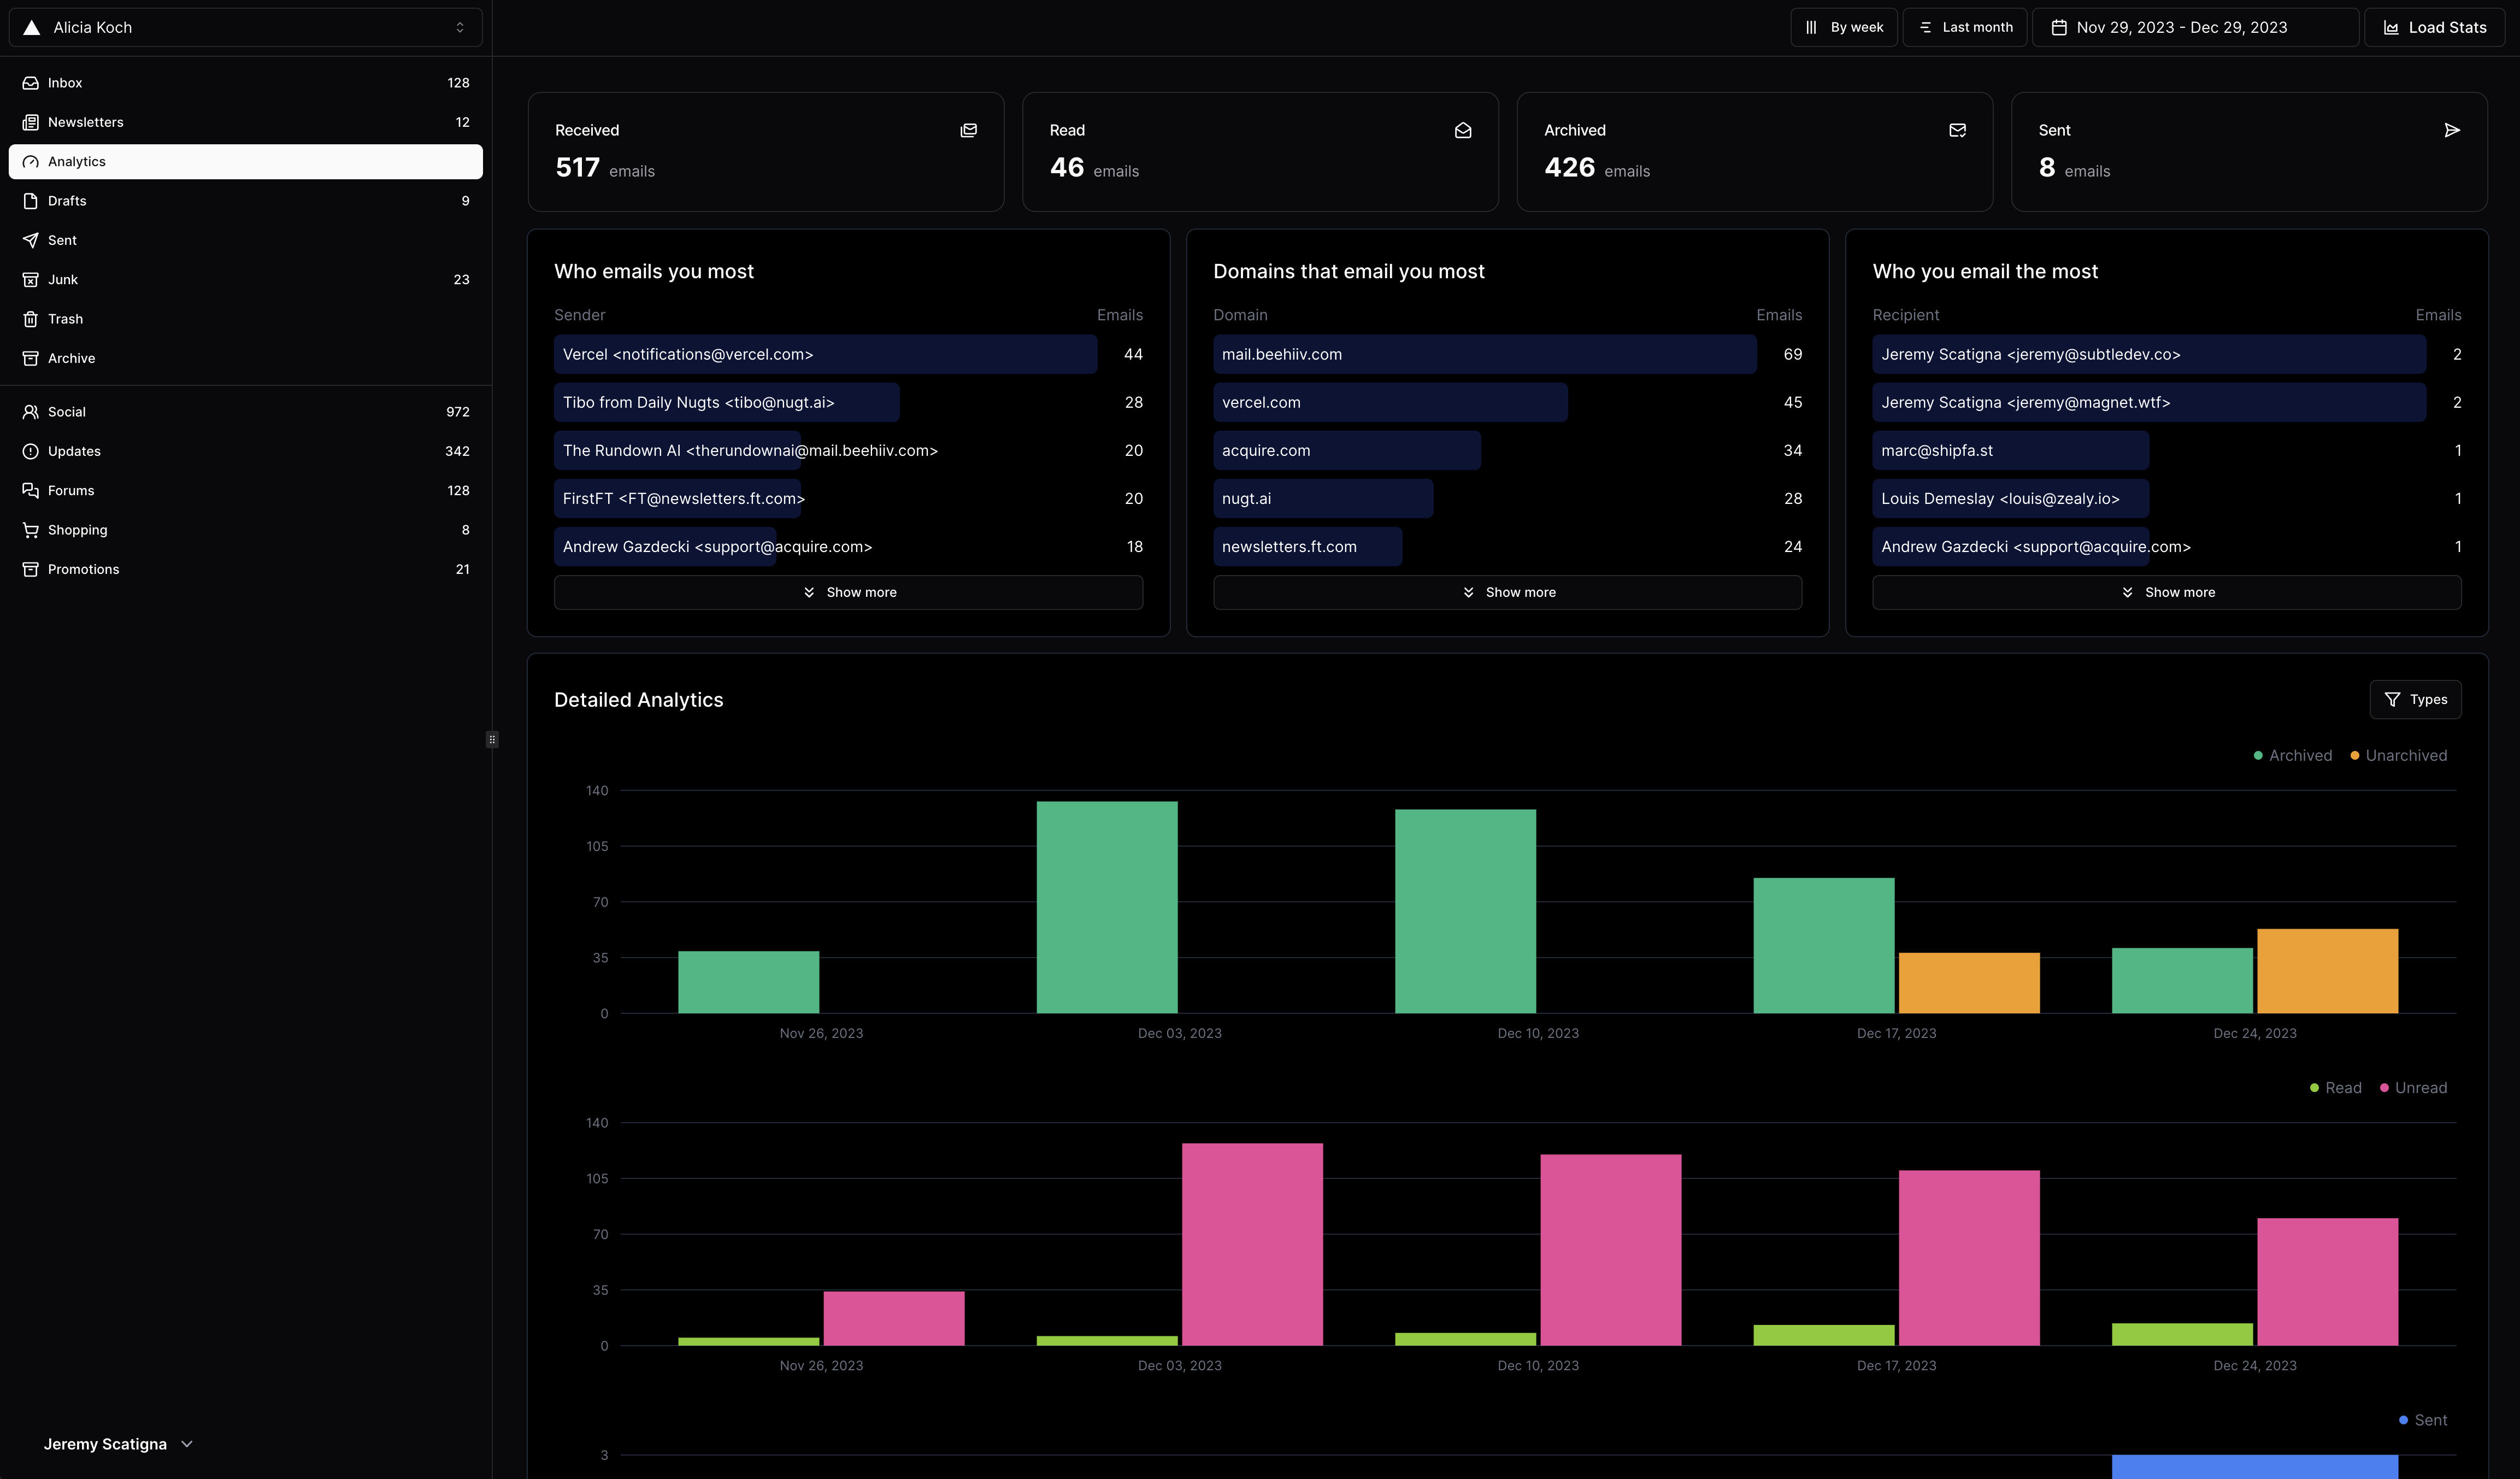 Alicia Koch
By week
Last month
Nov 29, 2023 - Dec 29, 2023
Load Stats
Inbox 128
Newsletters 12
Analytics
Drafts 9
Sent
Junk 23
Trash
Archive
Social 972
Updates 342
Forums 128
Shopping 8
Promotions 21
Jeremy Scatigna
Received
517 emails
Read
46 emails
Archived
426 emails
Sent
8 emails
Who emails you most
Sender Emails
Vercel <notifications@vercel.com> 44
Tibo from Daily Nugts <tibo@nugt.ai> 28
The Rundown AI <therundownai@mail.beehiiv.com> 20
FirstFT <FT@newsletters.ft.com> 20
Andrew Gazdecki <support@acquire.com> 18
Show more
Domains that email you most
Domain Emails
mail.beehiiv.com 69
vercel.com 45
acquire.com 34
nugt.ai 28
newsletters.ft.com 24
Show more
Who you email the most
Recipient Emails
Jeremy Scatigna <jeremy@subtledev.co> 2
Jeremy Scatigna <jeremy@magnet.wtf> 2
marc@shipfa.st 1
Louis Demeslay <louis@zealy.io> 1
Andrew Gazdecki <support@acquire.com> 1
Show more
Detailed Analytics
Types
Archived Unarchived
140
105
70
35
0
Nov 26, 2023 Dec 03, 2023 Dec 10, 2023 Dec 17, 2023 Dec 24, 2023
Read Unread
140
105
70
35
0
Nov 26, 2023 Dec 03, 2023 Dec 10, 2023 Dec 17, 2023 Dec 24, 2023
Sent
3